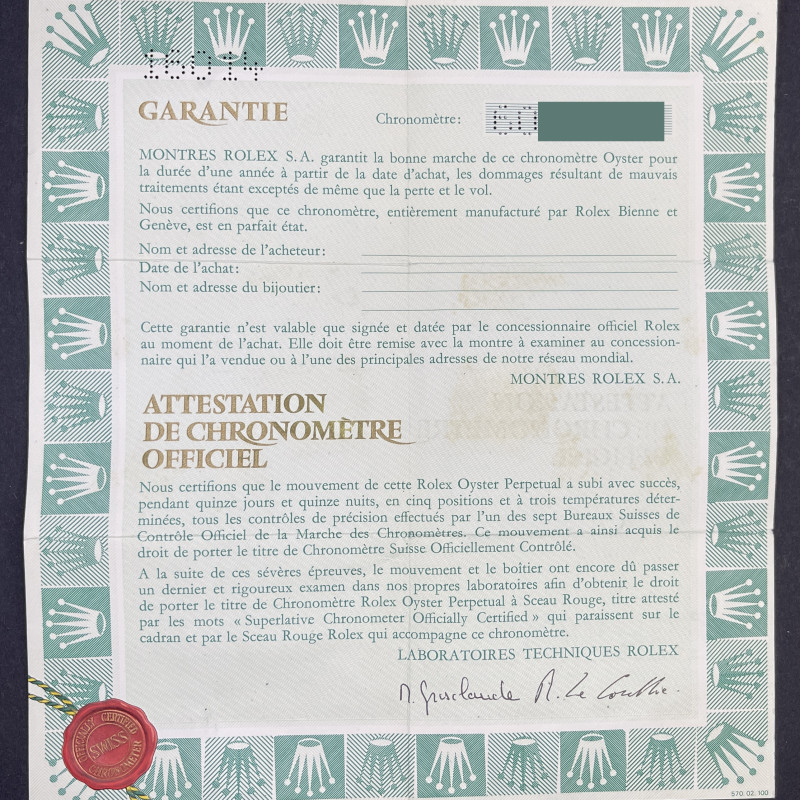 16014
GARANTIE
Chronomètre:
MONTRES ROLEX S.A. garantit la bonne marche de ce chronomètre Oyster pour
la durée d'une année à partir de la date d'achat, les dommages résultant de mauvais
traitements étant exceptés de même que la perte et le vol.
Nous certifions que ce chronomètre, entièrement manufacturé par Rolex Bienne et
Genève, est en parfait état.
Nom et adresse de l'acheteur:
Date de l'achat:
Nom et adresse du bijoutier:
Cette garantie n'est valable que signée et datée par le concessionnaire officiel Rolex
au moment de l'achat. Elle doit être remise avec la montre à examiner au concession-
naire qui l'a vendue ou à l'une des principales adresses de notre réseau mondial.
MONTRES ROLEX S.A.
ATTESTATION
DE CHRONOMÈTRE
OFFICIEL
Nous certifions que le mouvement de cette Rolex Oyster Perpetual a subi avec succès,
pendant quinze jours et quinze nuits, en cinq positions et à trois températures déter-
minées, tous les contrôles de précision effectués par l'un des sept Bureaux Suisses de
Contrôle Officiel de la Marche des Chronomètres. Ce mouvement a ainsi acquis le
droit de porter le titre de Chronomètre Suisse Officiellement Contrôlé.
A la suite de ces sévères épreuves, le mouvement et le boîtier ont encore dû passer
un dernier et rigoureux examen dans nos propres laboratoires afin d'obtenir le droit
de porter le titre de Chronomètre Rolex Oyster Perpetual à Sceau Rouge, titre attesté
par les mots « Superlative Chronometer Officially Certified » qui paraissent sur le
cadran et par le Sceau Rouge Rolex qui accompagne ce chronomètre.
LABORATOIRES TECHNIQUES ROLEX
OFFICIALLY CERTIFIED
SWISS
CHRONOMETER
570.02.100